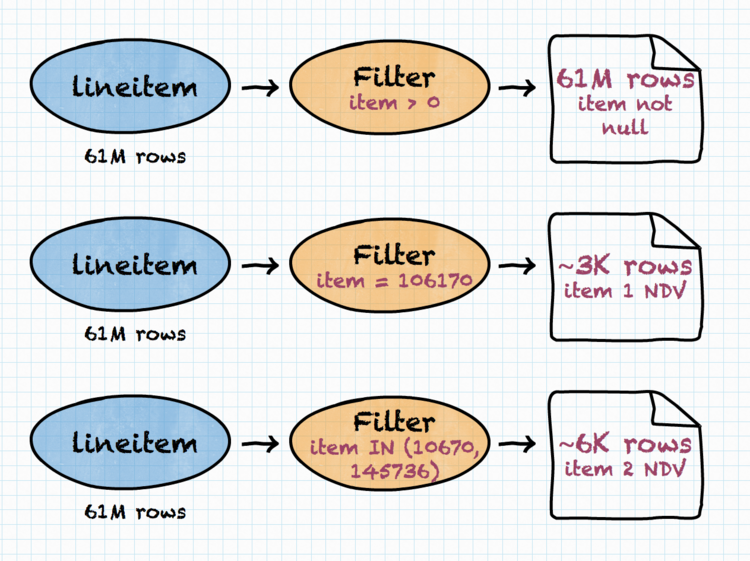 lineitem
Filter
item > 0
61M rows
item not
null
61M rows
lineitem
Filter
item = 106170
~3K rows
item 1 NDV
61M rows
lineitem
Filter
item IN (10670,
145736)
~6K rows
item 2 NDV
61M rows